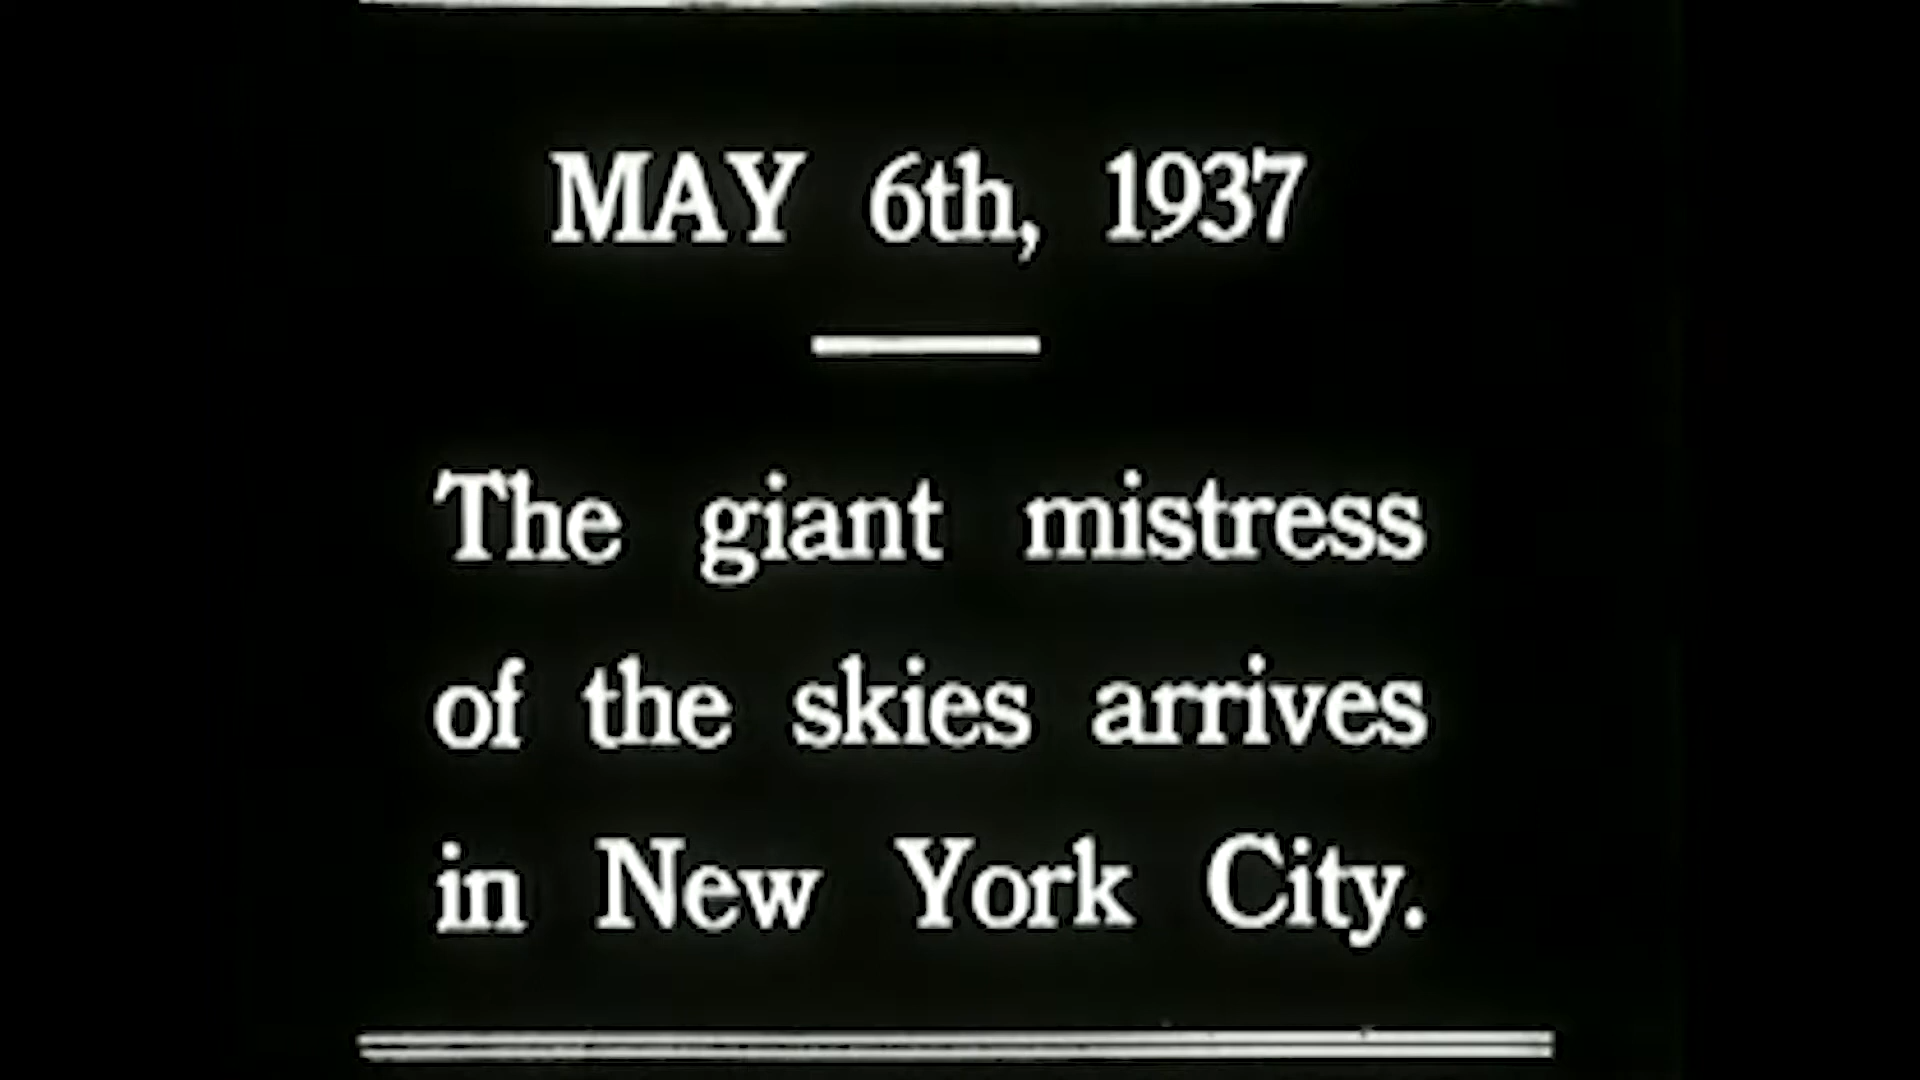 MAY 6th, 1937
The giant mistress
of the skies arrives
in New York City.